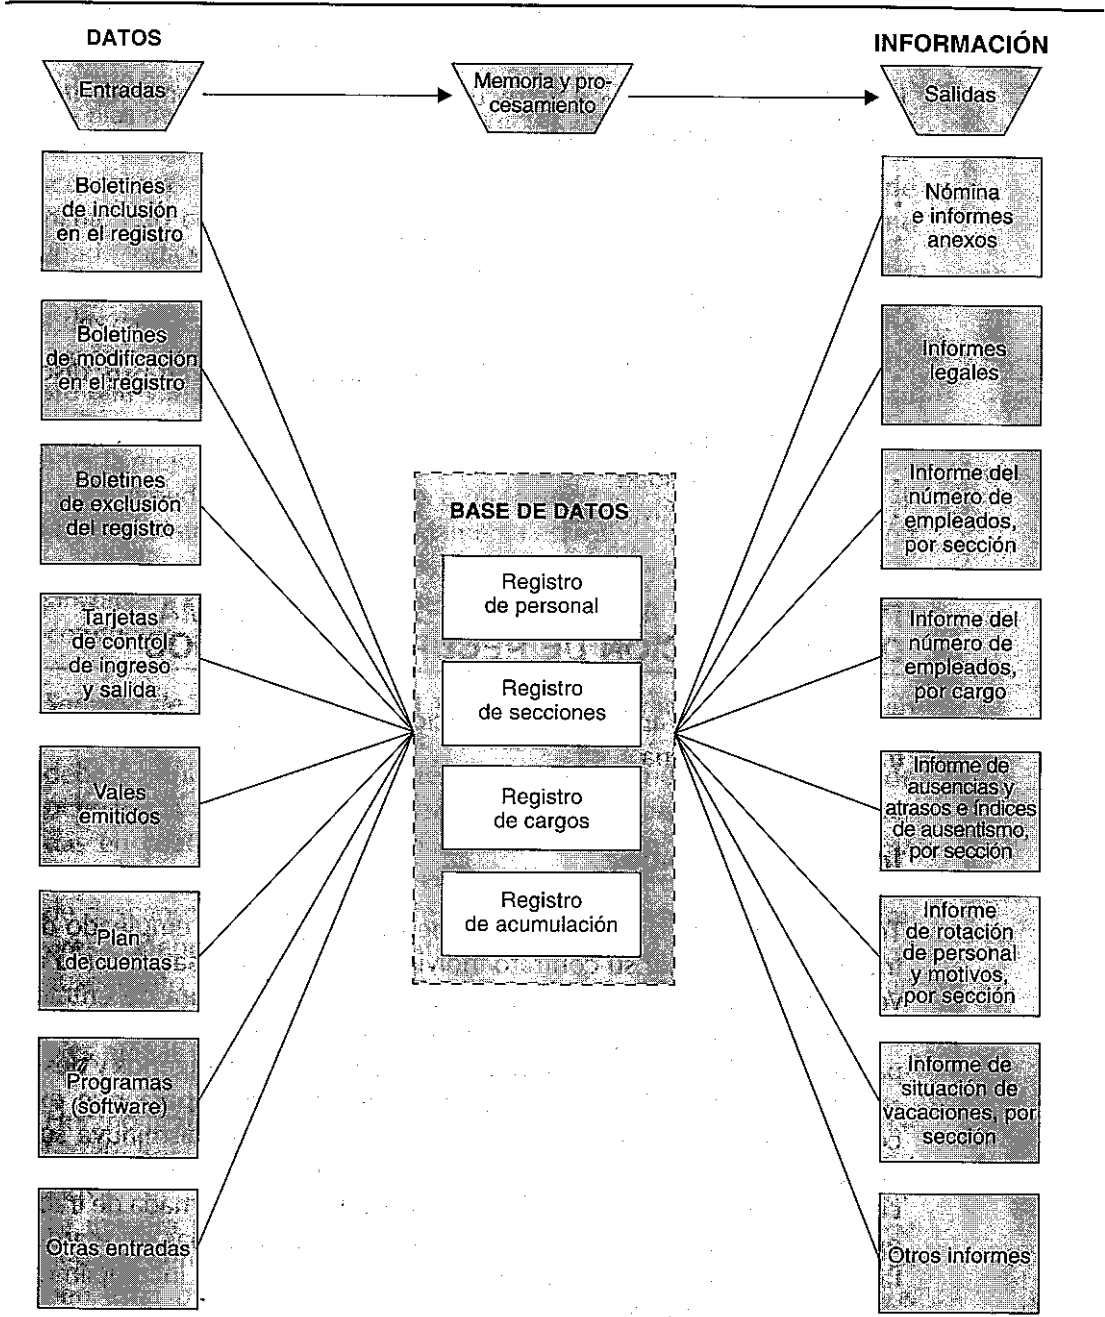 DATOS
INFORMACIÓN
Entradas
Memoria y pro-
cesamiento
Salidas
Boletines
de inclusión
en el registro
Boletines
de modificación
en el registro
Boletines
de exclusión
del registro
Tarjetas
de control
de ingreso
y salida
Vales
emitidos
Plan
de cuentas
Programas
(software)
Otras entradas
BASE DE DATOS
Registro
de personal
Registro
de secciones
Registro
de cargos
Registro
de acumulación
Nómina
e informes
anexos
Informes
legales
Informe del
número de
empleados,
por sección
Informe del
número de
empleados,
por cargo
Informe de
ausencias y
atrasos e índices
de ausentismo,
por sección
Informe
de rotación
de personal
y motivos,
por sección
Informe de
situación de
vacaciones, por
sección
Otros informes